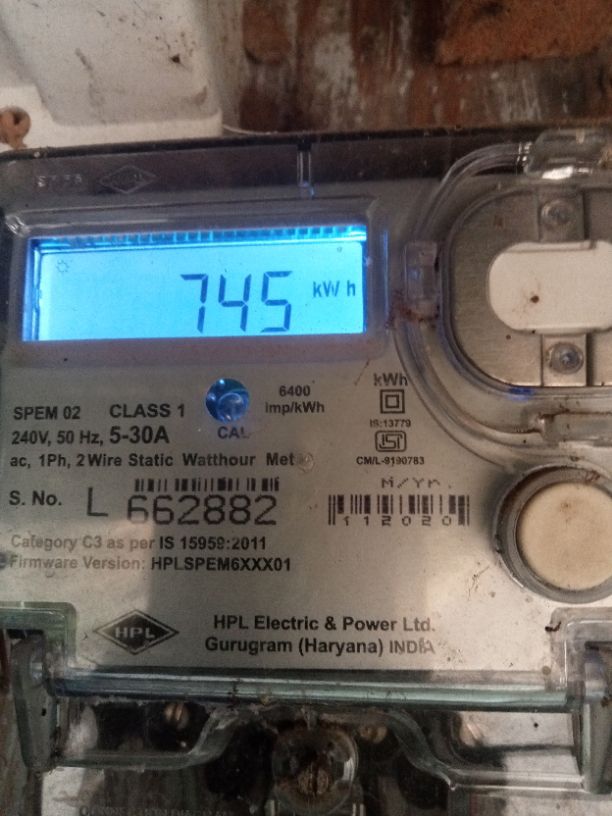 745 kWh
6400
imp/kWh
CAL
SPEM 02 CLASS 1
240V, 50 Hz, 5-30A
ac, 1Ph, 2 Wire Static Watthour Met
kWh
IS:13779
CM/L-8190783
S. No. L 662882
M/Yr.
112020
Category C3 as per IS 15959:2011
Firmware Version: HPLSPEM6XXX01
HPL
HPL Electric & Power Ltd.
Gurugram (Haryana) INDIA